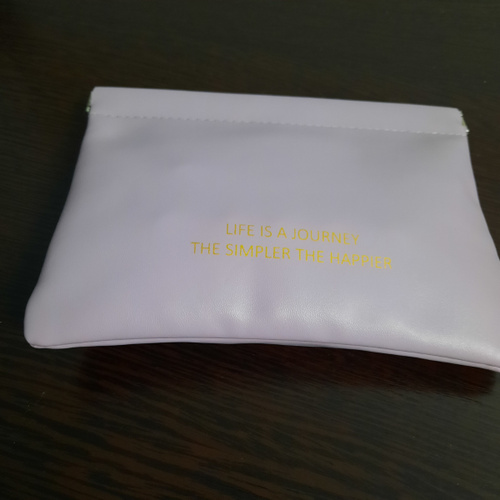 LIFE IS A JOURNEY
THE SIMPLER THE HAPPIER